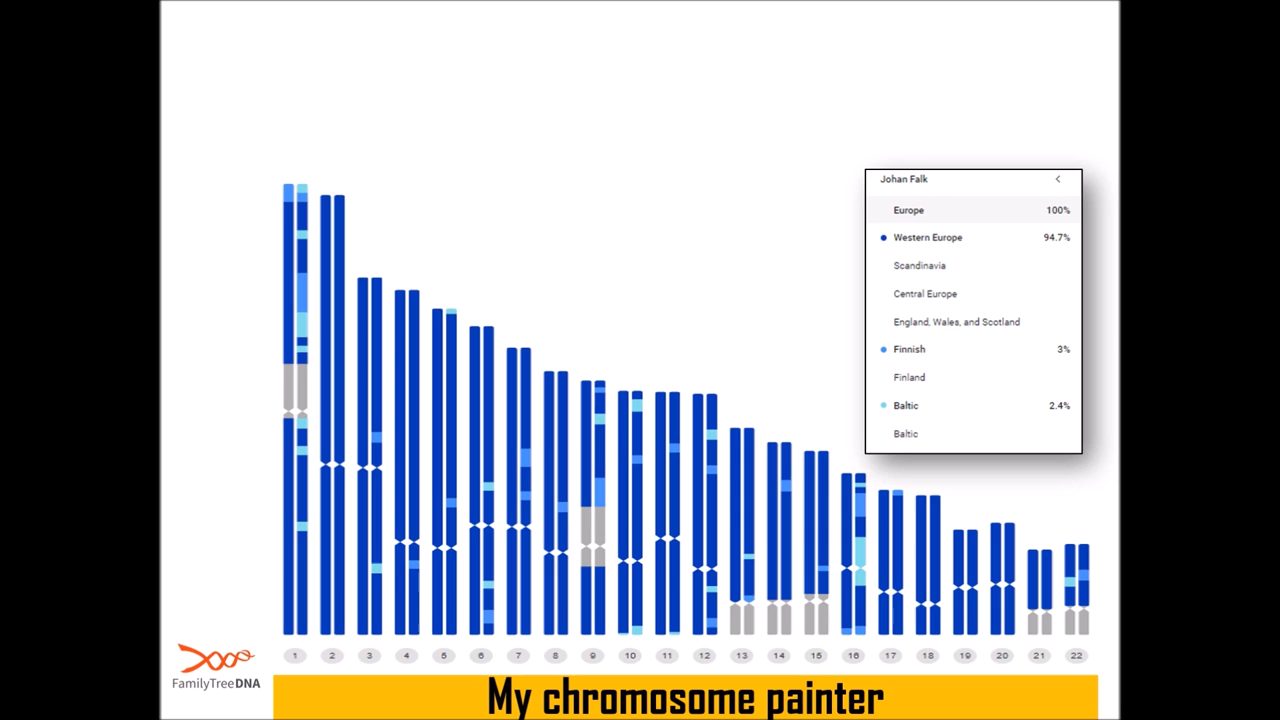 Johan Falk <
Europe 100%
Western Europe 94.7%
Scandinavia
Central Europe
England, Wales, and Scotland
Finnish 3%
Finland
Baltic 2.4%
Baltic
1 2 3 4 5 6 7 8 9 10 11 12 13 14 15 16 17 18 19 20 21 22
FamilyTreeDNA
My chromosome painter